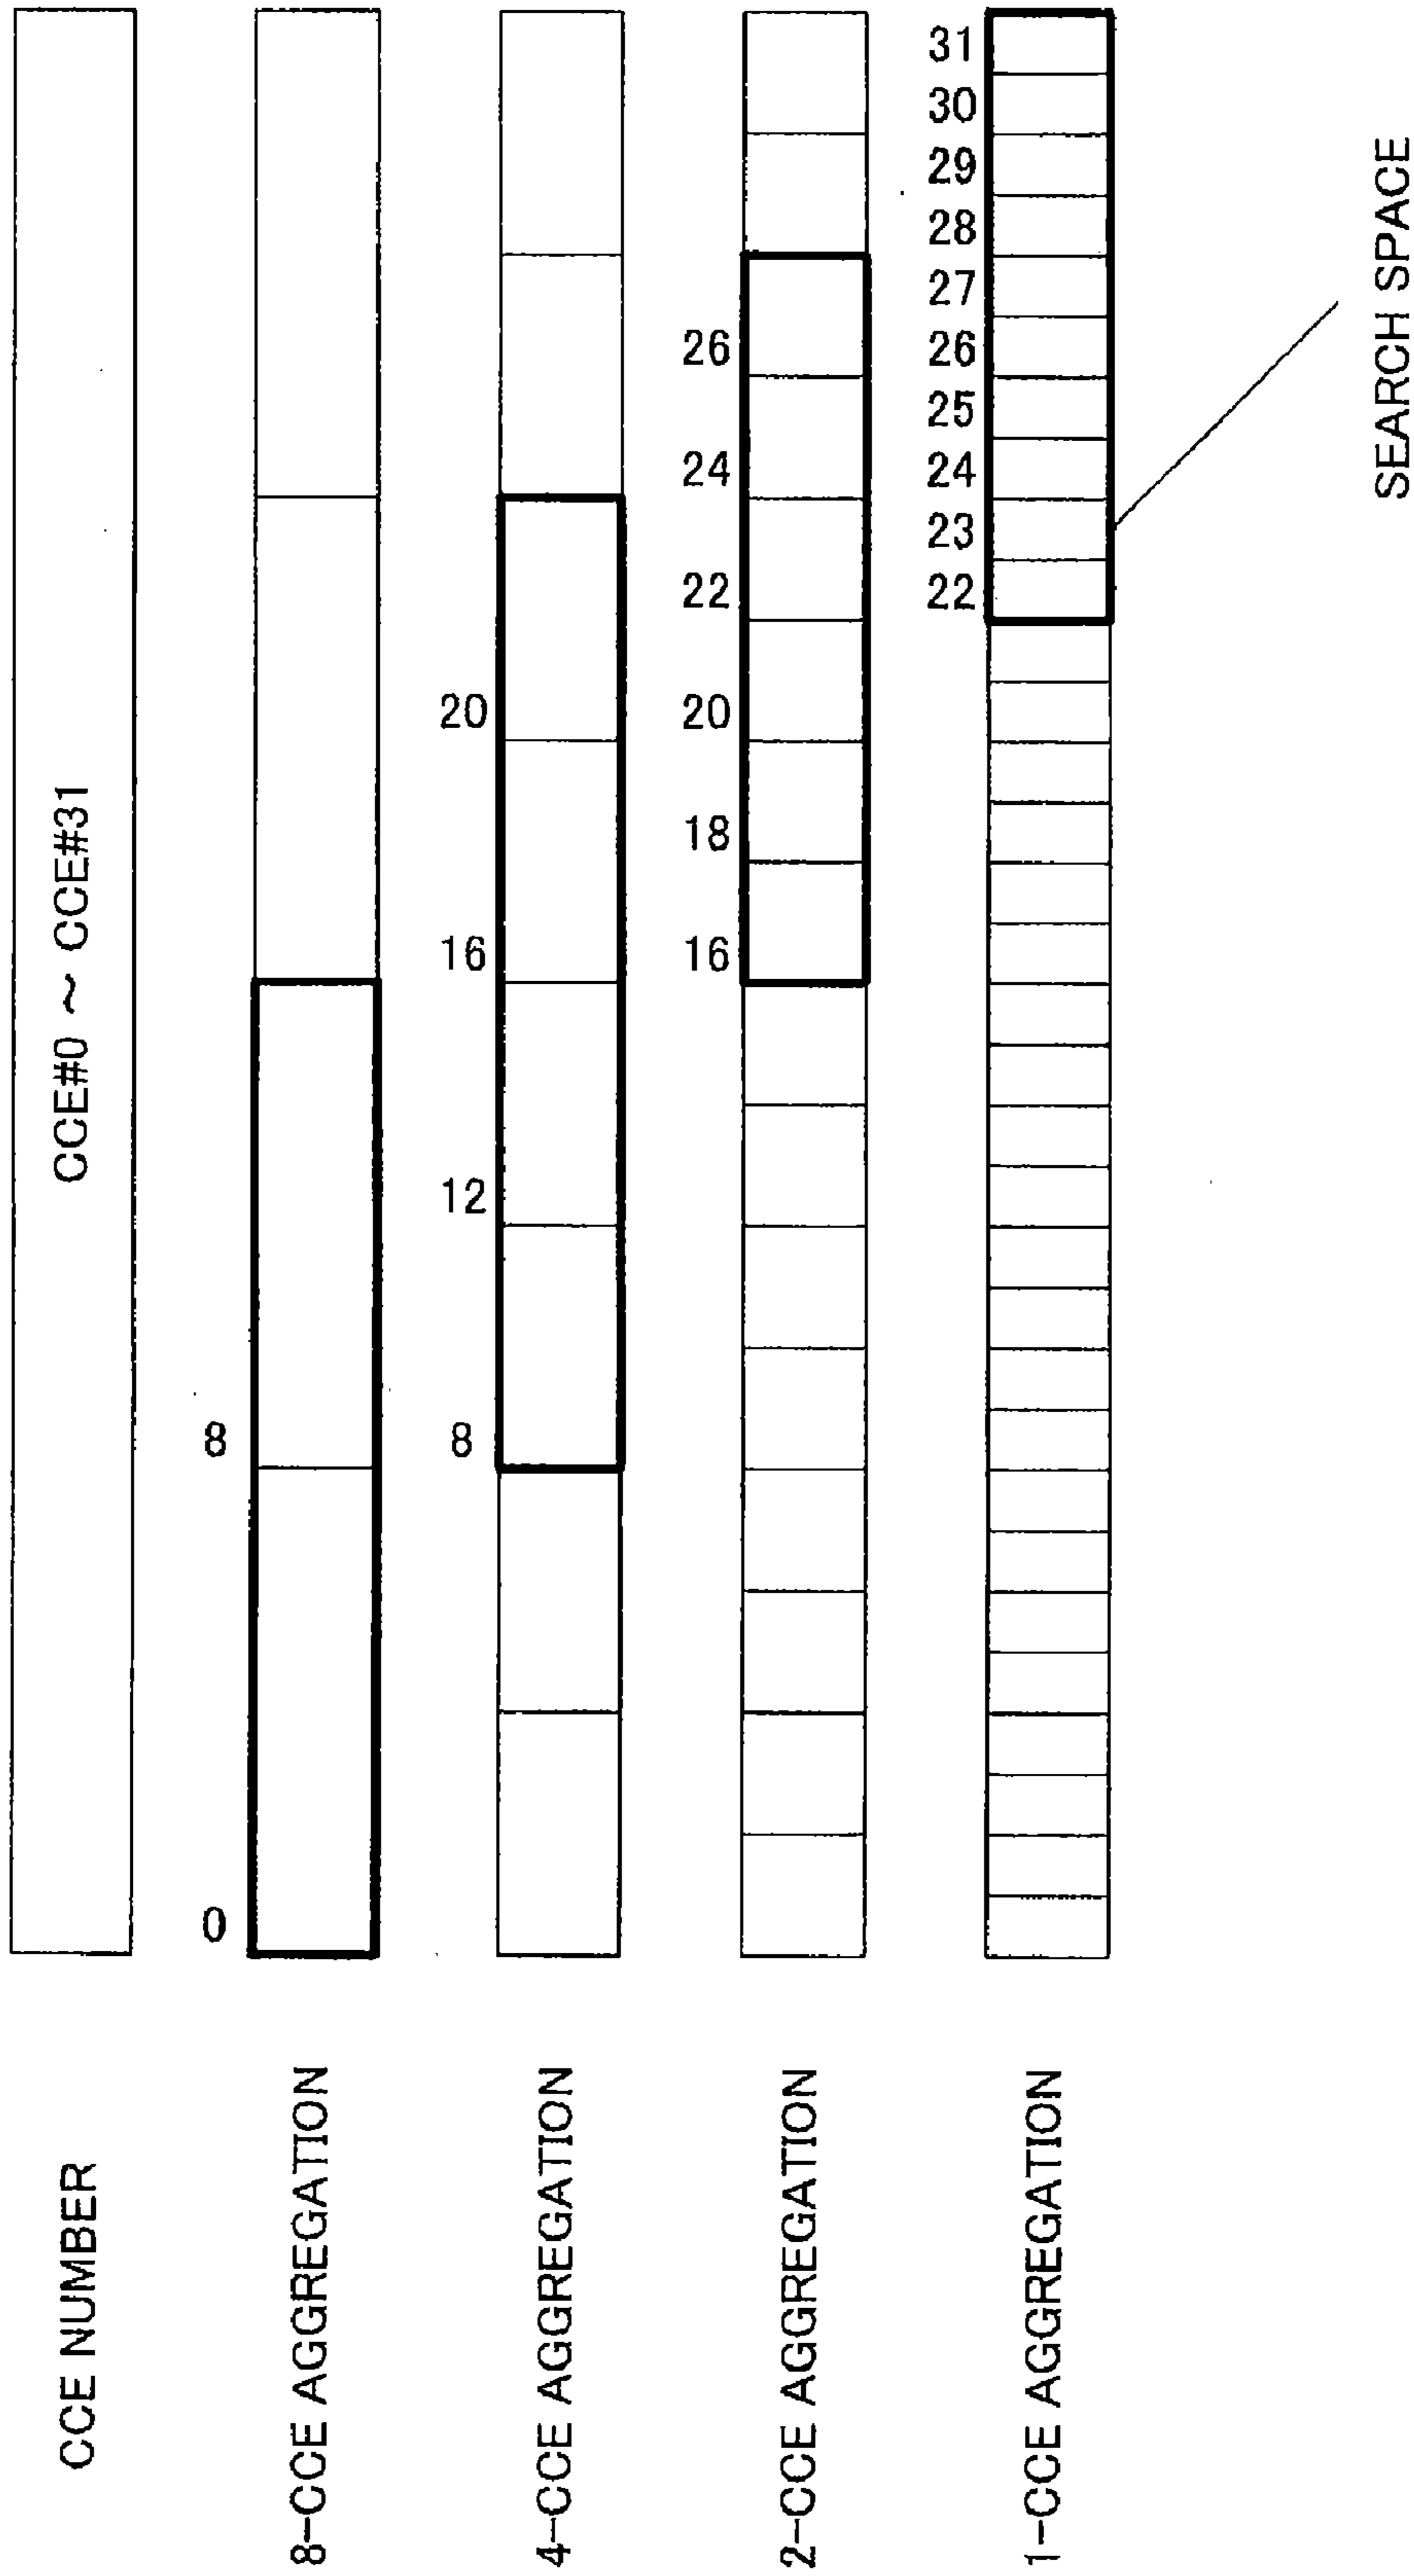 CCE NUMBER
CCE#0 ~ CCE#31
8-CCE AGGREGATION
0 8
4-CCE AGGREGATION
8 12 16 20
2-CCE AGGREGATION
16 18 20 22 24 26
1-CCE AGGREGATION
22 23 24 25 26 27 28 29 30 31
SEARCH SPACE